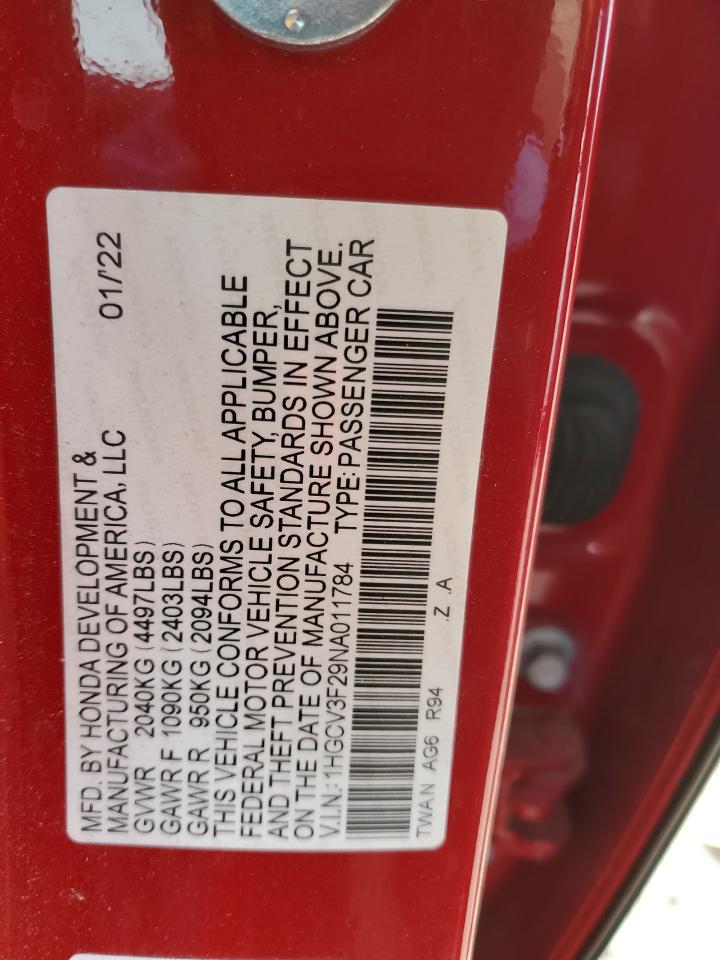 MFD. BY HONDA DEVELOPMENT &
MANUFACTURING OF AMERICA, LLC 01/'22
GVWR 2040KG (4497LBS)
GAWR F 1090KG (2403LBS)
GAWR R 950KG (2094LBS)
THIS VEHICLE CONFORMS TO ALL APPLICABLE
FEDERAL MOTOR VEHICLE SAFETY, BUMPER,
AND THEFT PREVENTION STANDARDS IN EFFECT
ON THE DATE OF MANUFACTURE SHOWN ABOVE.
V.I.N.: 1HGCV3F29NA011784 TYPE: PASSENGER CAR
TWAN AG6 R94 .Z .A